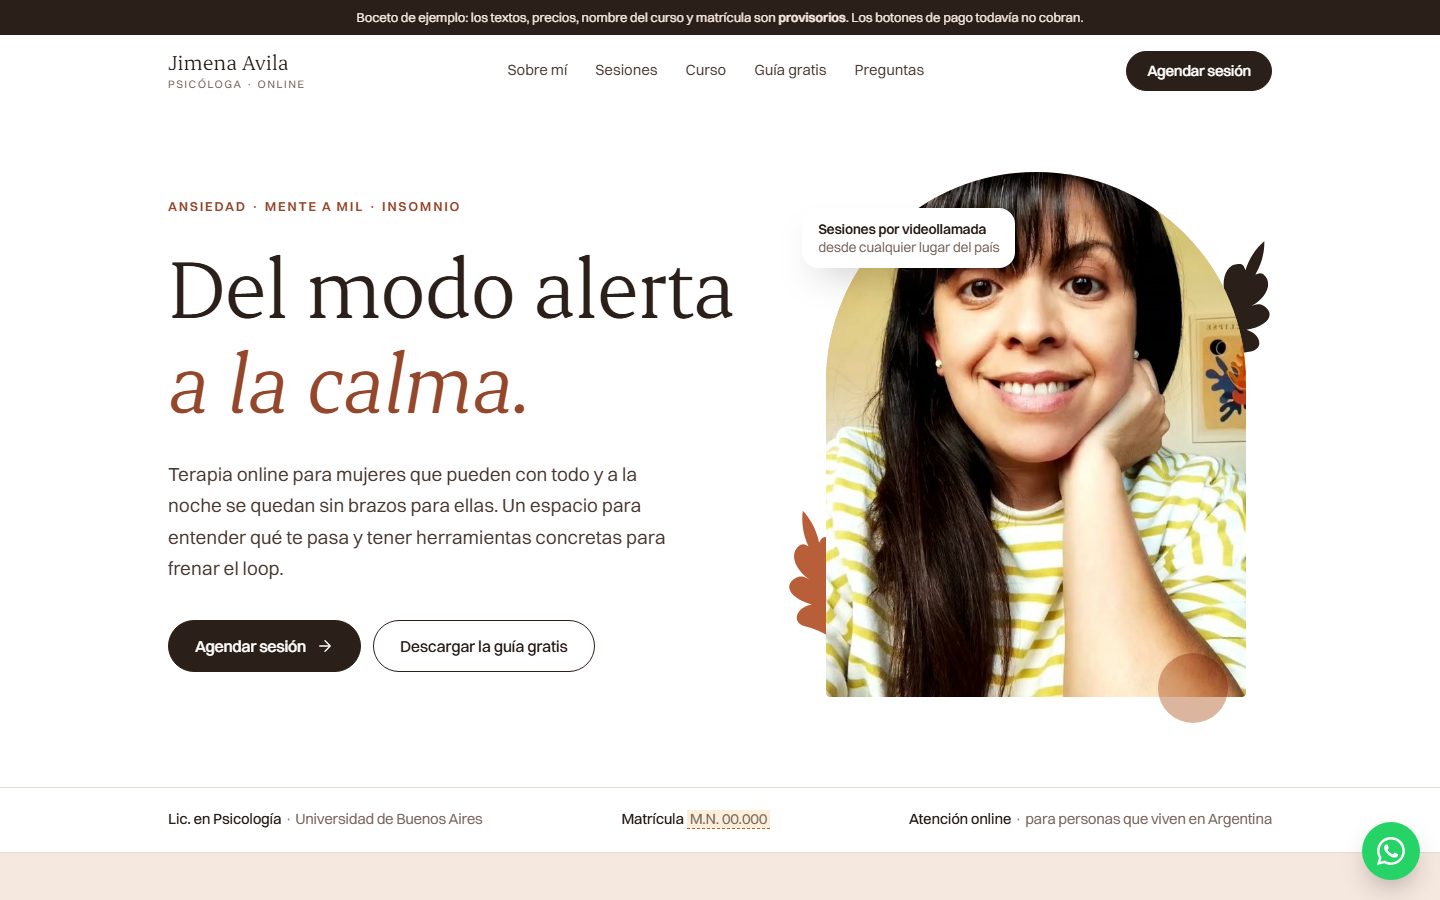 Boceto de ejemplo: los textos, precios, nombre del curso y matrícula son provisorios. Los botones de pago todavía no cobran.
Jimena Avila
PSICÓLOGA · ONLINE
Sobre mí
Sesiones
Curso
Guía gratis
Preguntas
Agendar sesión
ANSIEDAD · MENTE A MIL · INSOMNIO
Del modo alerta
a la calma.
Terapia online para mujeres que pueden con todo y a la
noche se quedan sin brazos para ellas. Un espacio para
entender qué te pasa y tener herramientas concretas para
frenar el loop.
Agendar sesión →
Descargar la guía gratis
Sesiones por videollamada
desde cualquier lugar del país
ECLIPSE
Lic. en Psicología · Universidad de Buenos Aires
Matrícula M.N. 00.000
Atención online · para personas que viven en Argentina